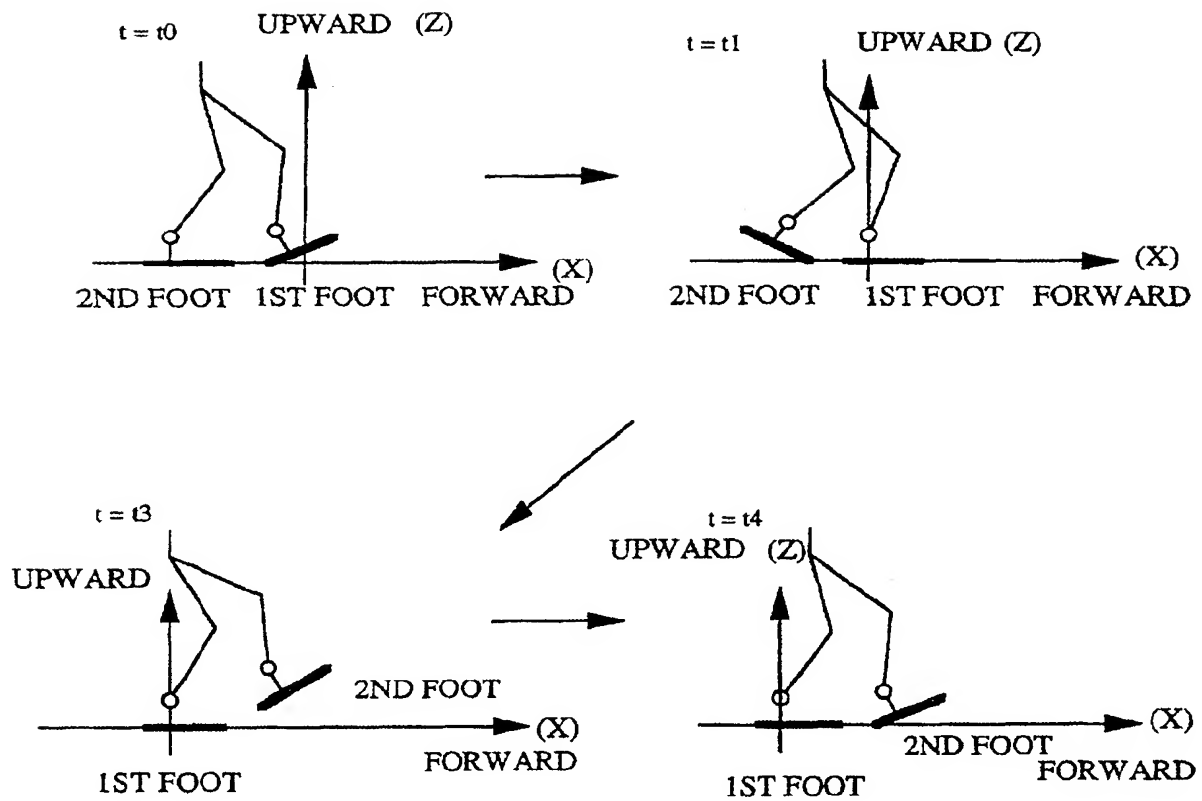 t = t0
UPWARD (Z)
(X)
2ND FOOT 1ST FOOT FORWARD
t = t1
UPWARD (Z)
(X)
2ND FOOT 1ST FOOT FORWARD
t = t3
UPWARD
2ND FOOT
(X)
FORWARD
1ST FOOT
t = t4
UPWARD (Z)
(X)
2ND FOOT
FORWARD
1ST FOOT